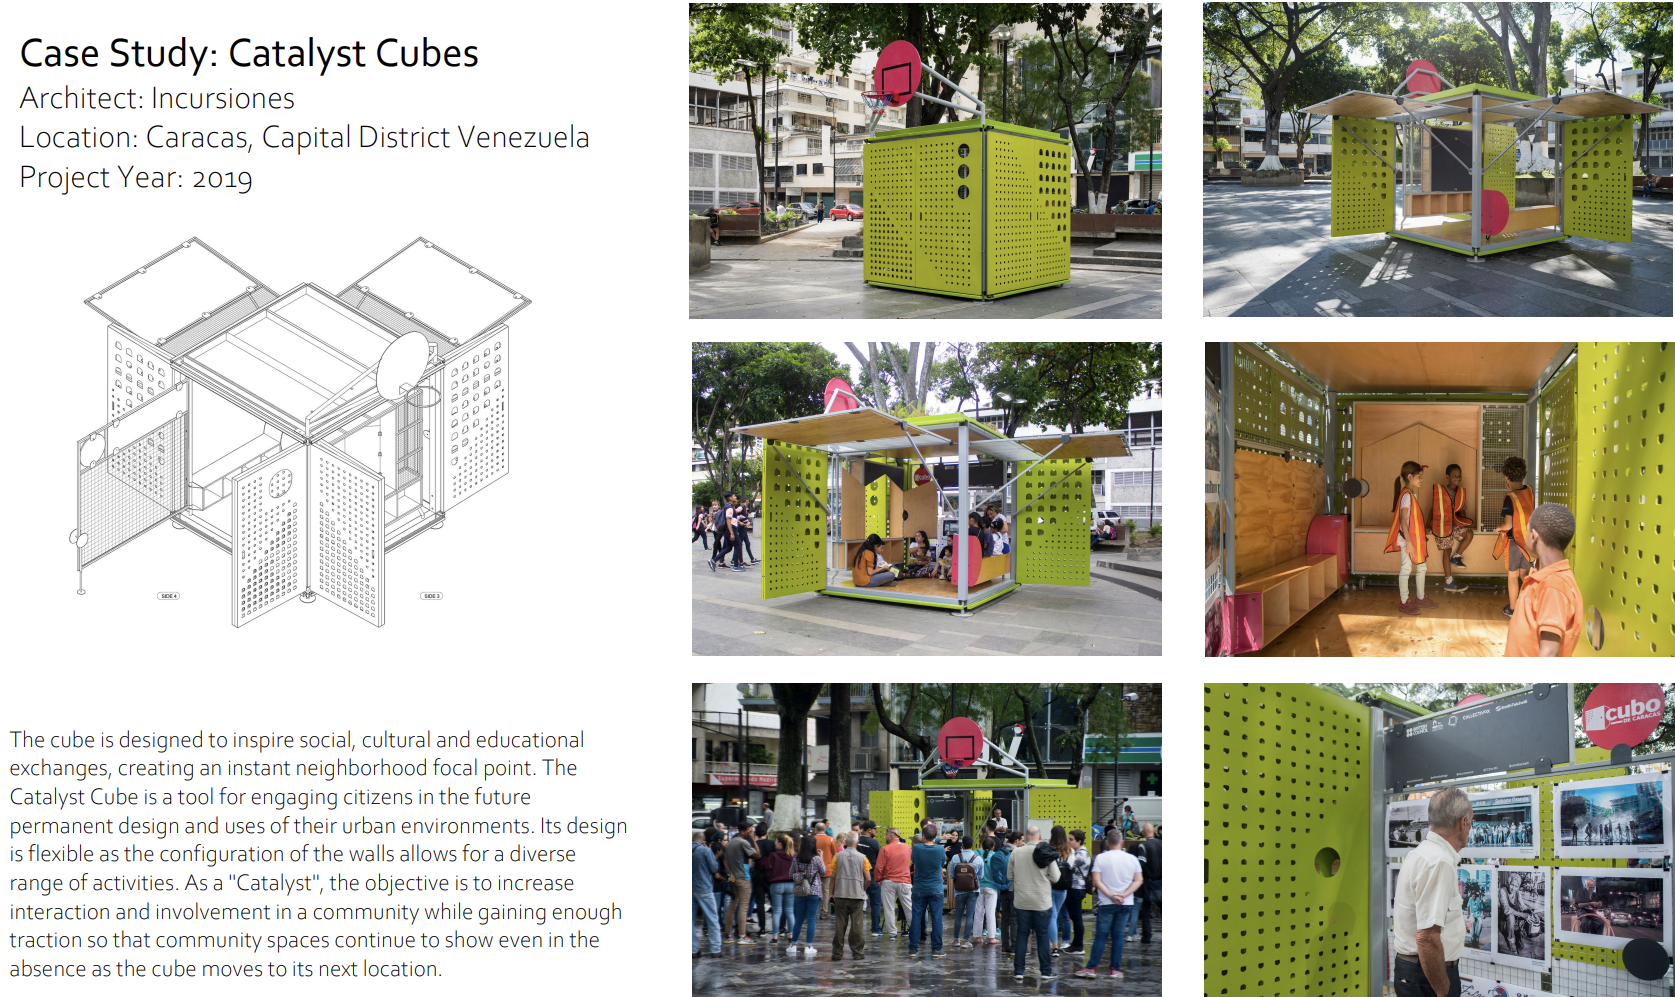 Case Study: Catalyst Cubes
Architect: Incursiones
Location: Caracas, Capital District Venezuela
Project Year: 2019
SIDE 4
SIDE 3
The cube is designed to inspire social, cultural and educational
exchanges, creating an instant neighborhood focal point. The
Catalyst Cube is a tool for engaging citizens in the future
permanent design and uses of their urban environments. Its design
is flexible as the configuration of the walls allows for a diverse
range of activities. As a "Catalyst", the objective is to increase
interaction and involvement in a community while gaining enough
traction so that community spaces continue to show even in the
absence as the cube moves to its next location.
cubo
DE CARACAS